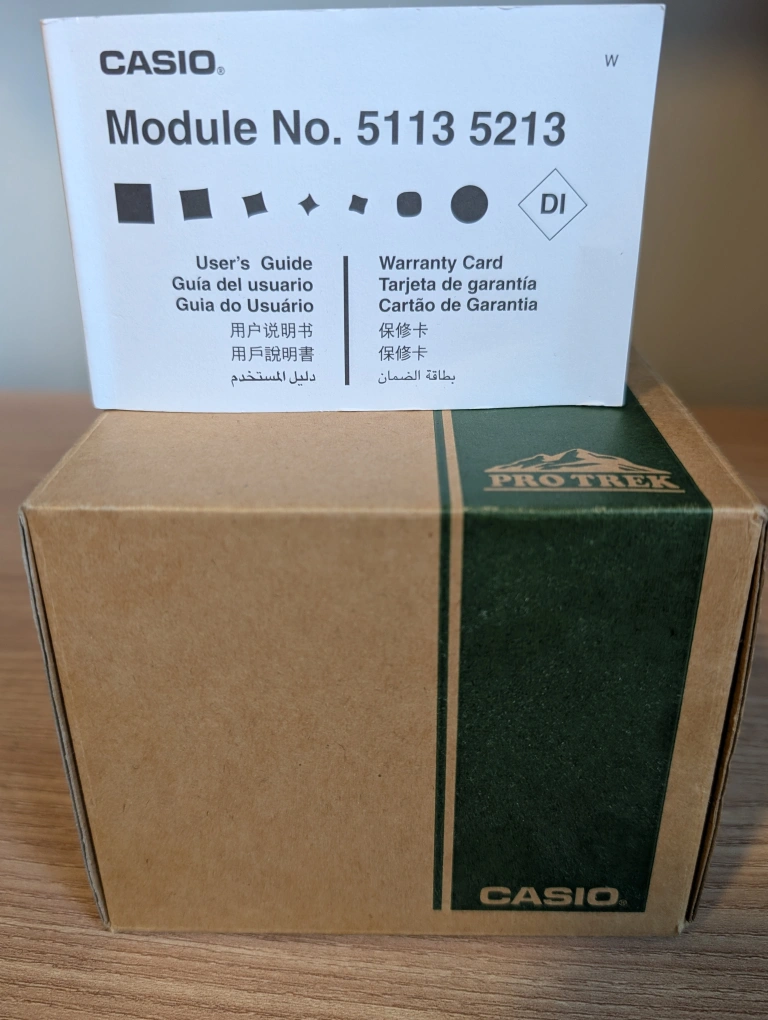 CASIO®
W
Module No. 5113 5213
DI
User's Guide
Guía del usuario
Guia do Usuário
用户说明书
用戶說明書
دليل المستخدم
Warranty Card
Tarjeta de garantía
Cartão de Garantia
保修卡
保修卡
بطاقة الضمان
PRO TREK
CASIO®